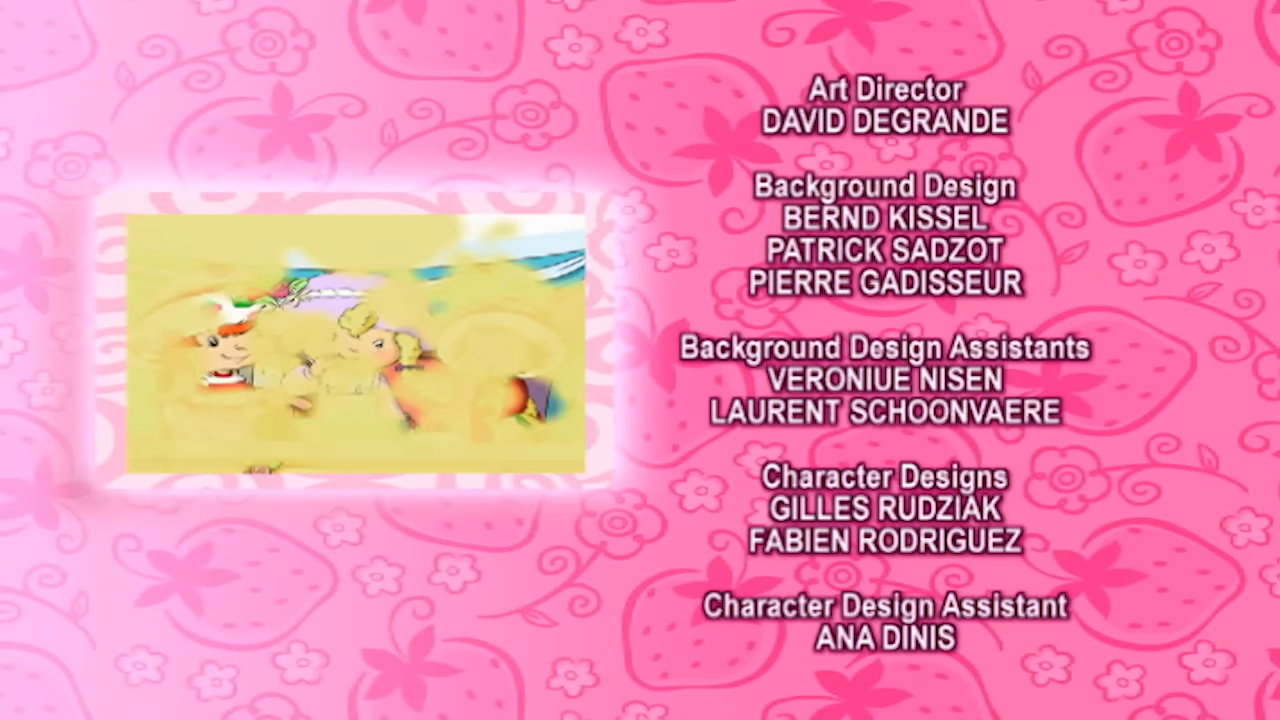 Art Director
DAVID DEGRANDE
Background Design
BERND KISSEL
PATRICK SADZOT
PIERRE GADISSEUR
Background Design Assistants
VERONIUE NISEN
LAURENT SCHOONVAERE
Character Designs
GILLES RUDZIAK
FABIEN RODRIGUEZ
Character Design Assistant
ANA DINIS